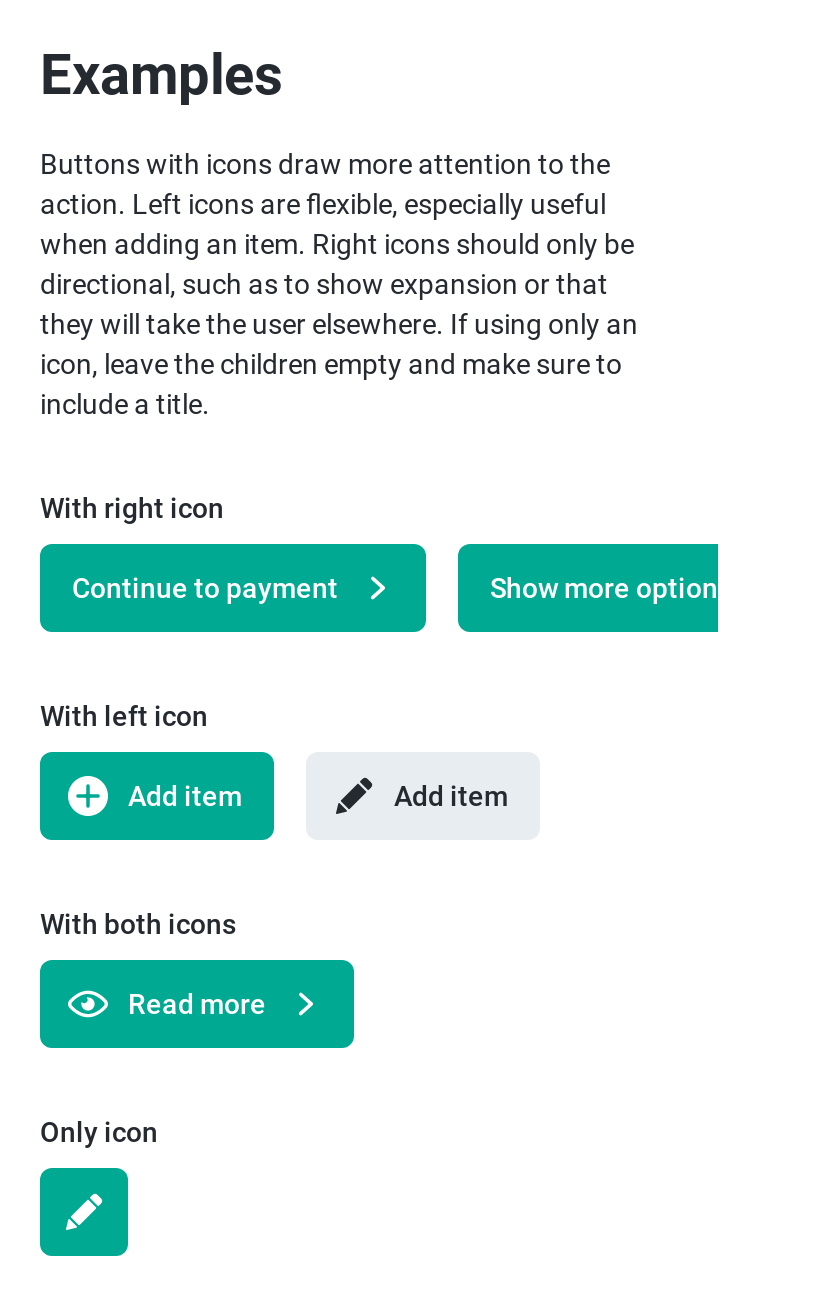 Examples
Buttons with icons draw more attention to the
action. Left icons are flexible, especially useful
when adding an item. Right icons should only be
directional, such as to show expansion or that
they will take the user elsewhere. If using only an
icon, leave the children empty and make sure to
include a title.
With right icon
Continue to payment
Show more option
With left icon
Add item
Add item
With both icons
Read more
Only icon